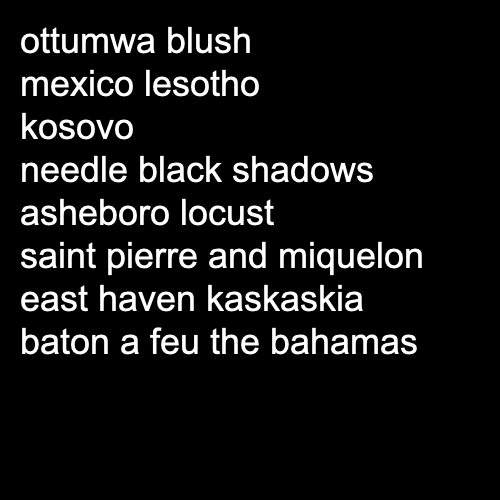 ottumwa blush
mexico lesotho
kosovo
needle black shadows
asheboro locust
saint pierre and miquelon
east haven kaskaskia
baton a feu the bahamas